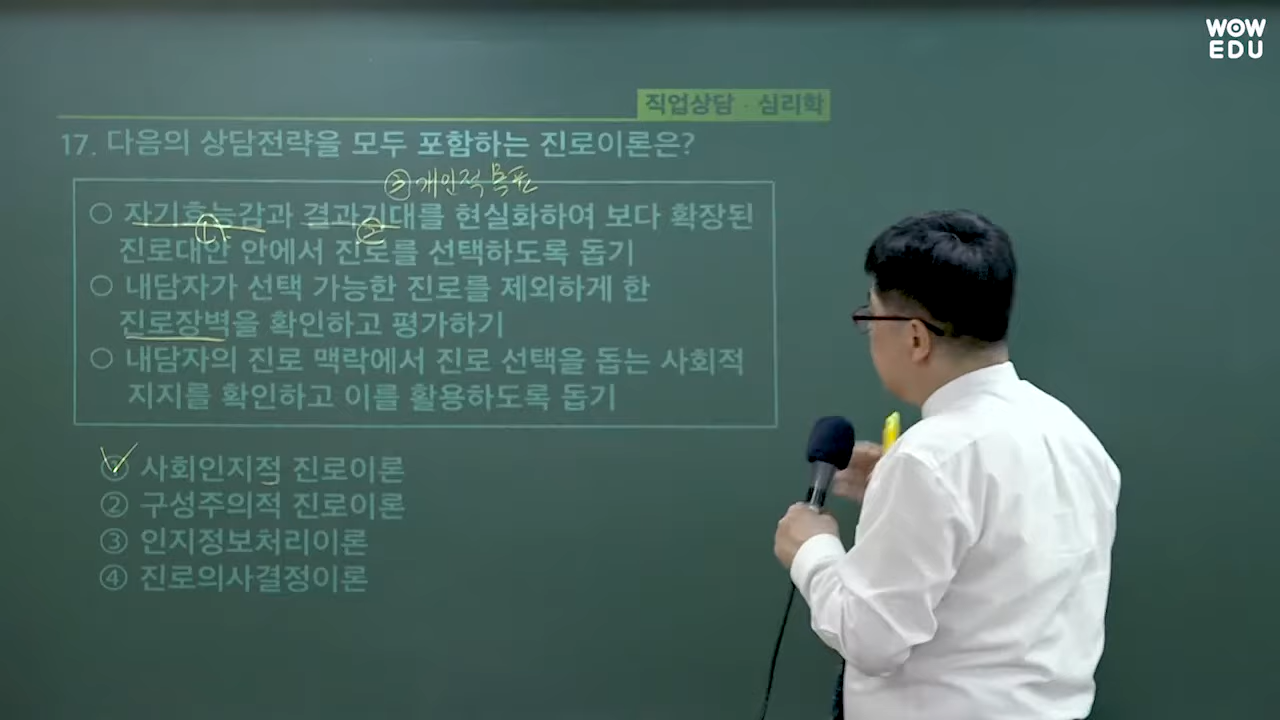 WOW
EDU
직업상담 · 심리학
17. 다음의 상담전략을 모두 포함하는 진로이론은?
③ 개인적 목표
○ 자기효능감과 결과기대를 현실화하여 보다 확장된
① ②
진로대안 안에서 진로를 선택하도록 돕기
○ 내담자가 선택 가능한 진로를 제외하게 한
진로장벽을 확인하고 평가하기
○ 내담자의 진로 맥락에서 진로 선택을 돕는 사회적
지지를 확인하고 이를 활용하도록 돕기
① 사회인지적 진로이론
② 구성주의적 진로이론
③ 인지정보처리이론
④ 진로의사결정이론